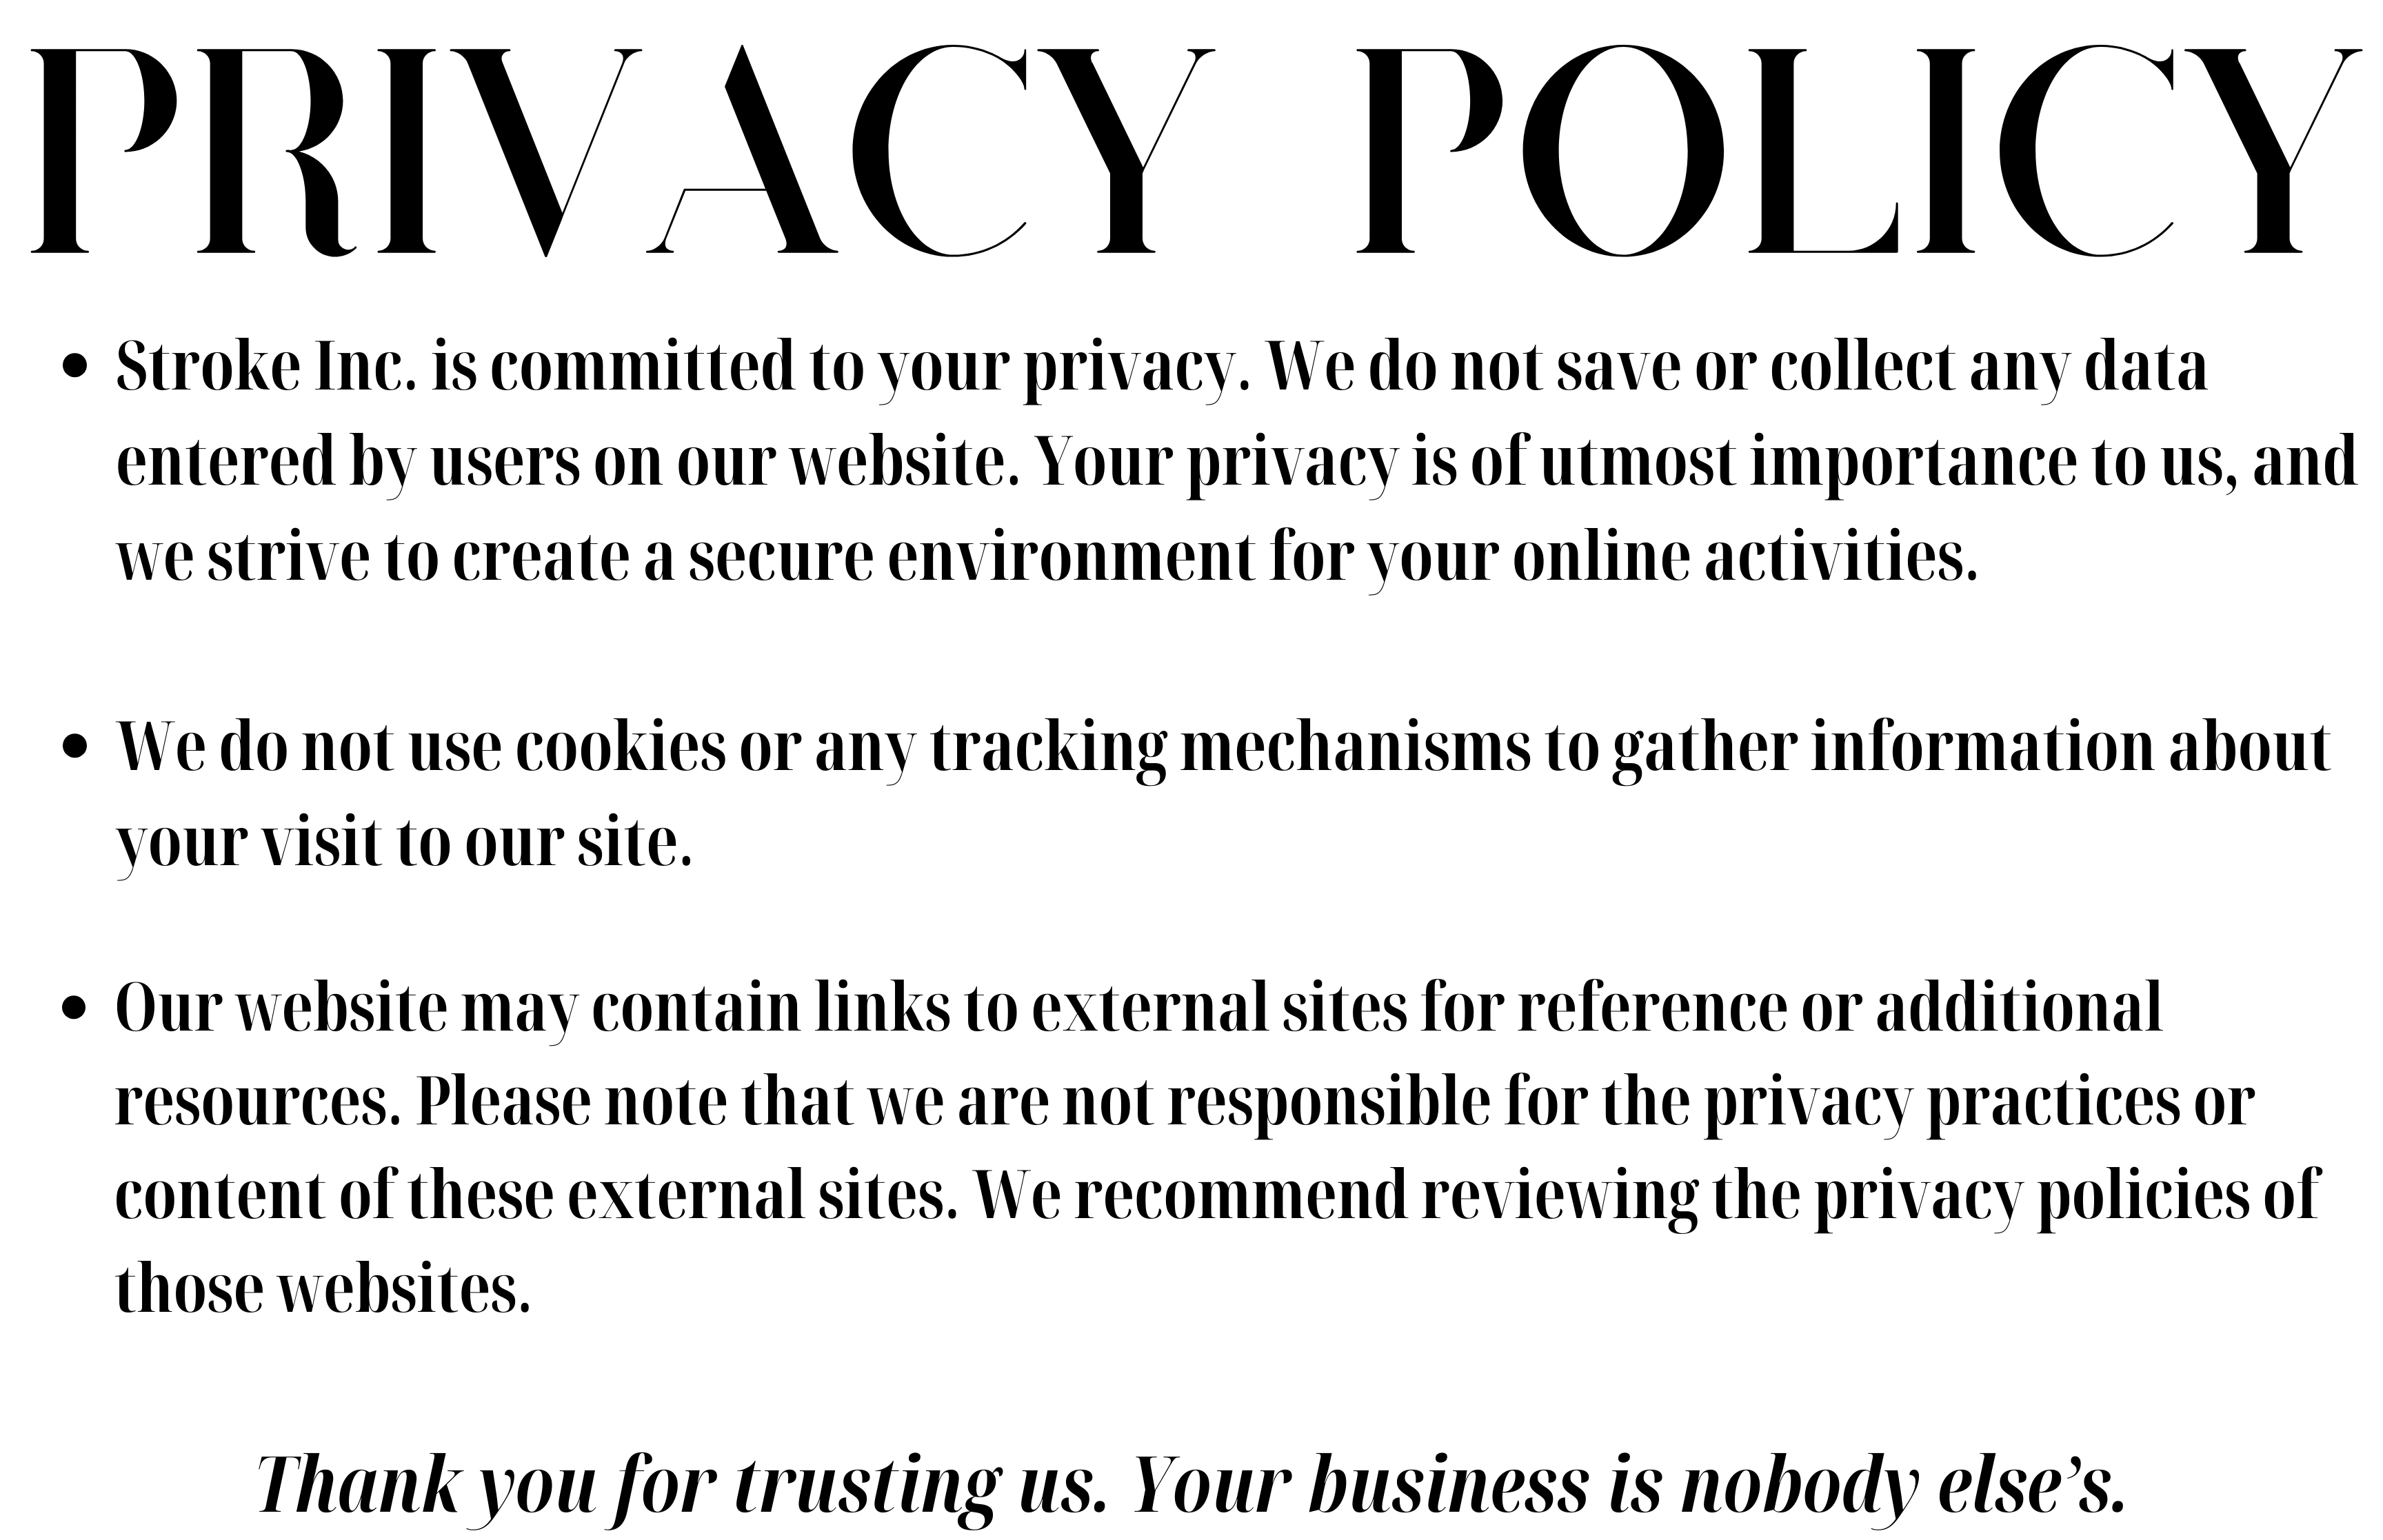 PRIVACY POLICY
• Stroke Inc. is committed to your privacy. We do not save or collect any data
entered by users on our website. Your privacy is of utmost importance to us, and
we strive to create a secure environment for your online activities.
• We do not use cookies or any tracking mechanisms to gather information about
your visit to our site.
• Our website may contain links to external sites for reference or additional
resources. Please note that we are not responsible for the privacy practices or
content of these external sites. We recommend reviewing the privacy policies of
those websites.
Thank you for trusting us. Your business is nobody else’s.